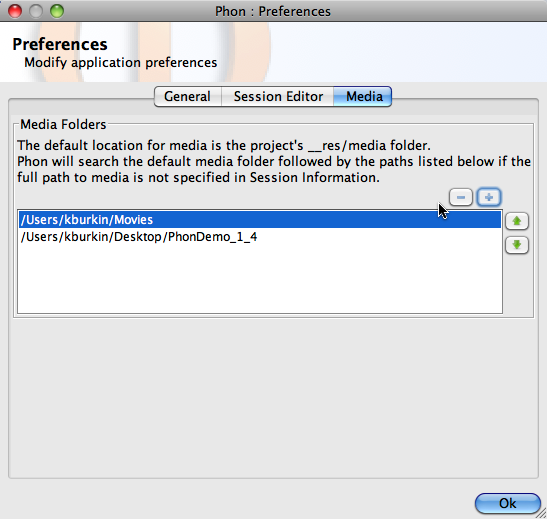 Phon : Preferences
Preferences
Modify application preferences
General Session Editor Media
Media Folders
The default location for media is the project's __res/media folder.
Phon will search the default media folder followed by the paths listed below if the
full path to media is not specified in Session Information.
/Users/kburkin/Movies
/Users/kburkin/Desktop/PhonDemo_1_4
Ok